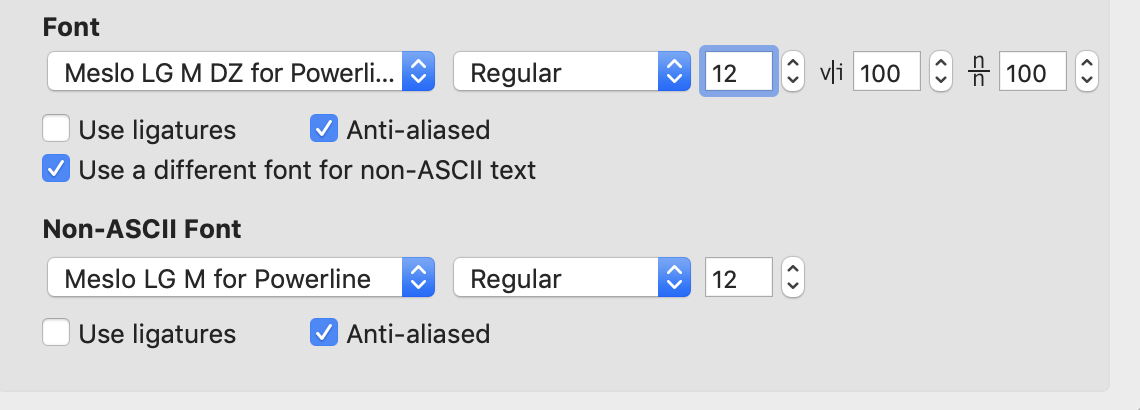 Font
Meslo LG M DZ for Powerli... Regular 12 v|i 100 n/n 100
Use ligatures Anti-aliased
Use a different font for non-ASCII text
Non-ASCII Font
Meslo LG M for Powerline Regular 12
Use ligatures Anti-aliased